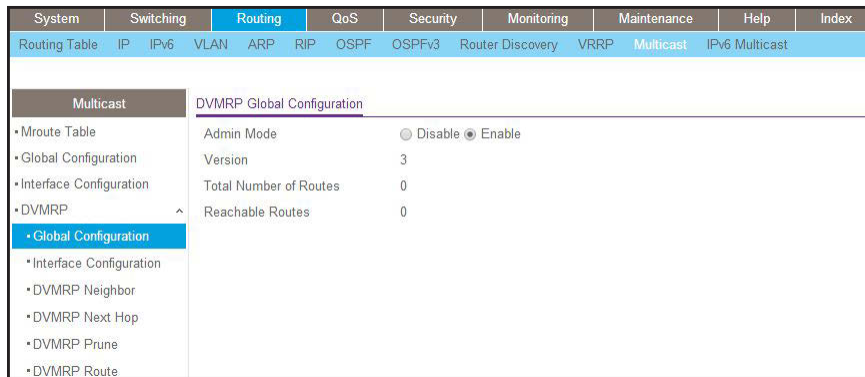 System Switching Routing QoS Security Monitoring Maintenance Help Index
Routing Table IP IPv6 VLAN ARP RIP OSPF OSPFv3 Router Discovery VRRP Multicast IPv6 Multicast
Multicast
Mroute Table
Global Configuration
Interface Configuration
DVMRP
Global Configuration
Interface Configuration
DVMRP Neighbor
DVMRP Next Hop
DVMRP Prune
DVMRP Route
DVMRP Global Configuration
Admin Mode Disable Enable
Version 3
Total Number of Routes 0
Reachable Routes 0